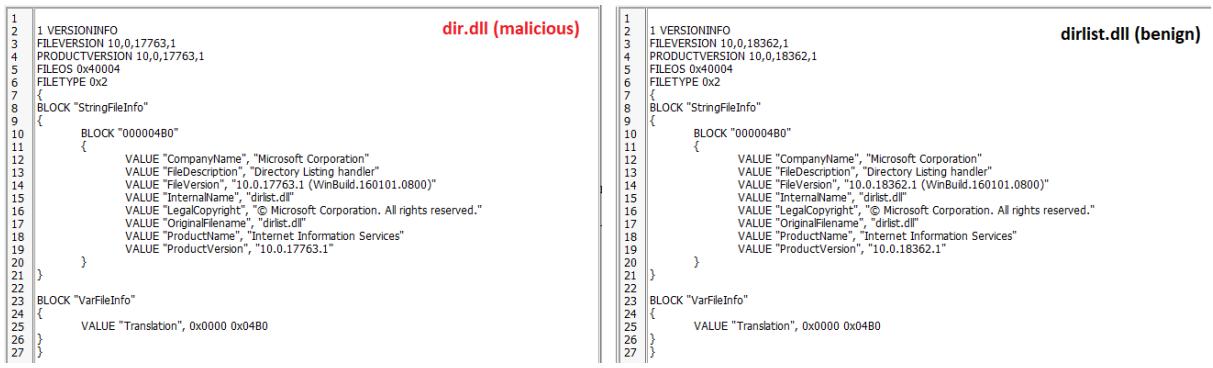 dir.dll (malicious)
1
2 1 VERSIONINFO
3 FILEVERSION 10,0,17763,1
4 PRODUCTVERSION 10,0,17763,1
5 FILEOS 0x40004
6 FILETYPE 0x2
7 {
8 BLOCK "StringFileInfo"
9 {
10 BLOCK "000004B0"
11 {
12 VALUE "CompanyName", "Microsoft Corporation"
13 VALUE "FileDescription", "Directory Listing handler"
14 VALUE "FileVersion", "10.0.17763.1 (WinBuild.160101.0800)"
15 VALUE "InternalName", "dirlist.dll"
16 VALUE "LegalCopyright", "© Microsoft Corporation. All rights reserved."
17 VALUE "OriginalFilename", "dirlist.dll"
18 VALUE "ProductName", "Internet Information Services"
19 VALUE "ProductVersion", "10.0.17763.1"
20 }
21 }
22
23 BLOCK "VarFileInfo"
24 {
25 VALUE "Translation", 0x0000 0x04B0
26 }
27 }
dirlist.dll (benign)
1
2 1 VERSIONINFO
3 FILEVERSION 10,0,18362,1
4 PRODUCTVERSION 10,0,18362,1
5 FILEOS 0x40004
6 FILETYPE 0x2
7 {
8 BLOCK "StringFileInfo"
9 {
10 BLOCK "000004B0"
11 {
12 VALUE "CompanyName", "Microsoft Corporation"
13 VALUE "FileDescription", "Directory Listing handler"
14 VALUE "FileVersion", "10.0.18362.1 (WinBuild.160101.0800)"
15 VALUE "InternalName", "dirlist.dll"
16 VALUE "LegalCopyright", "© Microsoft Corporation. All rights reserved."
17 VALUE "OriginalFilename", "dirlist.dll"
18 VALUE "ProductName", "Internet Information Services"
19 VALUE "ProductVersion", "10.0.18362.1"
20 }
21 }
22
23 BLOCK "VarFileInfo"
24 {
25 VALUE "Translation", 0x0000 0x04B0
26 }
27 }